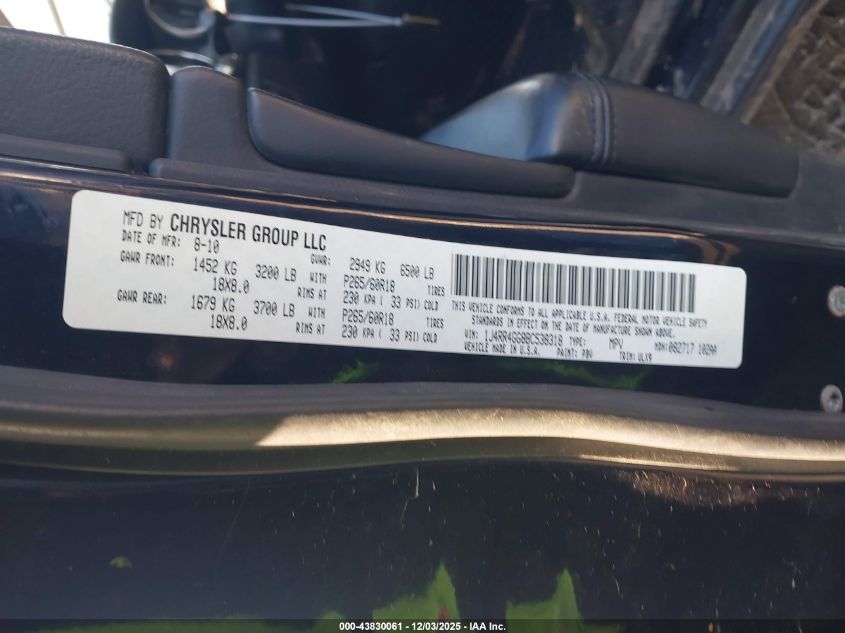 MFD BY CHRYSLER GROUP LLC
DATE OF MFR: 8-10 GVWR: 2949 KG 6500 LB
GAWR FRONT: 1452 KG 3200 LB WITH P265/60R18 TIRES
18X8.0 RIMS AT 230 KPA ( 33 PSI) COLD
GAWR REAR: 1679 KG 3700 LB WITH P265/60R18 TIRES
18X8.0 RIMS AT 230 KPA ( 33 PSI) COLD
THIS VEHICLE CONFORMS TO ALL APPLICABLE U.S.A. FEDERAL MOTOR VEHICLE SAFETY
STANDARDS IN EFFECT ON THE DATE OF MANUFACTURE SHOWN ABOVE.
VIN: 1J4RR4GG8BC538318 TYPE: MPV MDH: 082717 102AA
VEHICLE MADE IN U.S.A. PAINT: PBV TRIM: ULX9
000-43830061 - 12/03/2025 - IAA Inc.